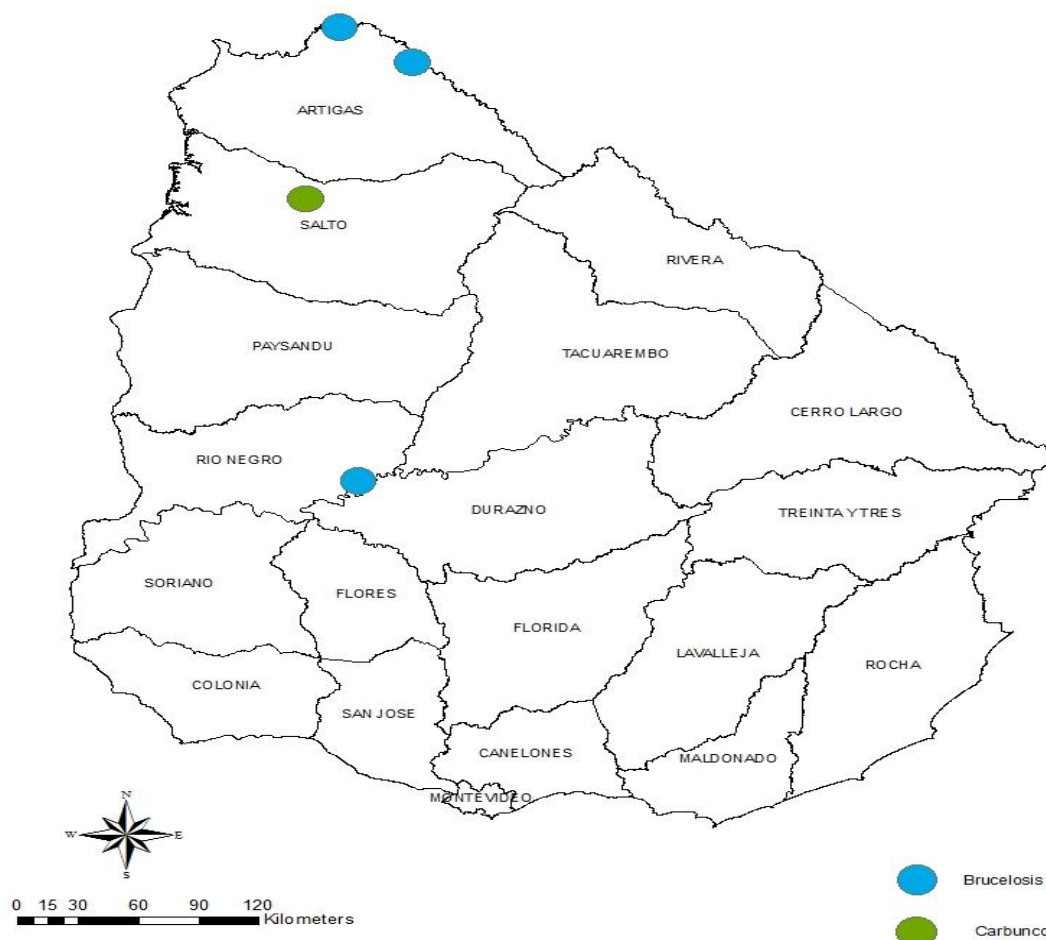 ARTIGAS
SALTO
RIVERA
PAYSANDU
TACUAREMBO
CERRO LARGO
RIO NEGRO
DURAZNO
TREINTA Y TRES
SORIANO
FLORES
FLORIDA
LAVALLEJA
ROCHA
COLONIA
SAN JOSE
CANELONES
MALDONADO
MONTEVIDEO
N
W E
S
0 15 30 60 90 120
Kilometers
Brucelosis
Carbunco